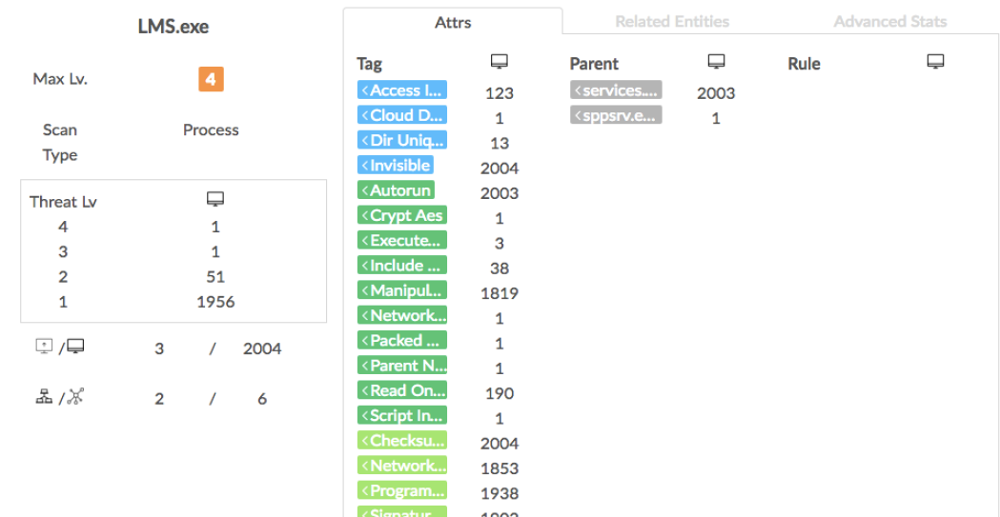 LMS.exe
Max Lv. 4
Scan Type Process
Threat Lv
4 1
3 1
2 51
1 1956
/
3 / 2004
/
2 / 6
Attrs Related Entities Advanced Stats
Tag Parent Rule
<Access I... 123 <services.... 2003
<Cloud D... 1 <sppsrv.e... 1
<Dir Uniq... 13
<Invisible 2004
<Autorun 2003
<Crypt Aes 1
<Execute... 3
<Include ... 38
<Manipul... 1819
<Network... 1
<Packed ... 1
<Parent N... 1
<Read On... 190
<Script In... 1
<Checksu... 2004
<Network... 1853
<Program... 1938
<Signatur...